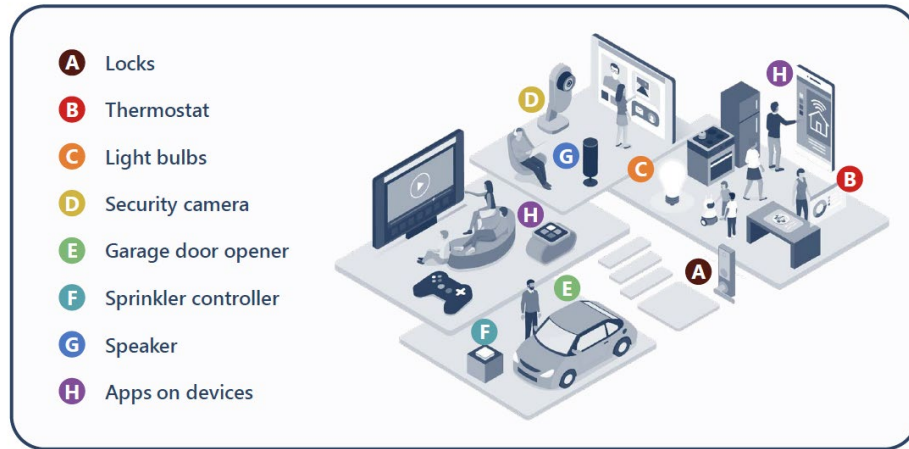 A Locks
B Thermostat
C Light bulbs
D Security camera
E Garage door opener
F Sprinkler controller
G Speaker
H Apps on devices
H
D
G
C
B
H
A
E
F